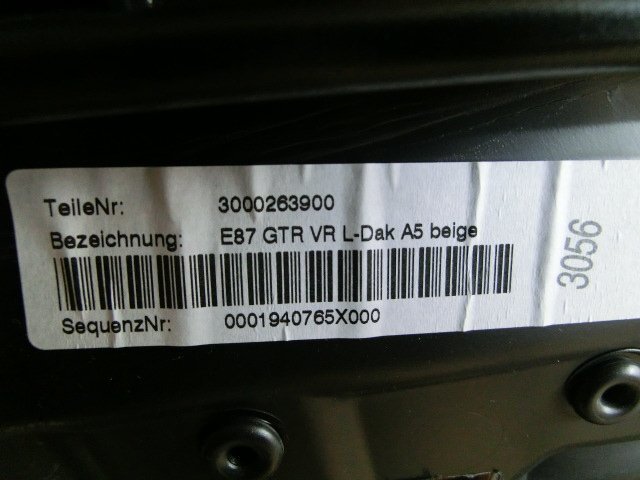 TeileNr: 3000263900
Bezeichnung: E87 GTR VR L-Dak A5 beige
SequenzNr: 0001940765X000
3056